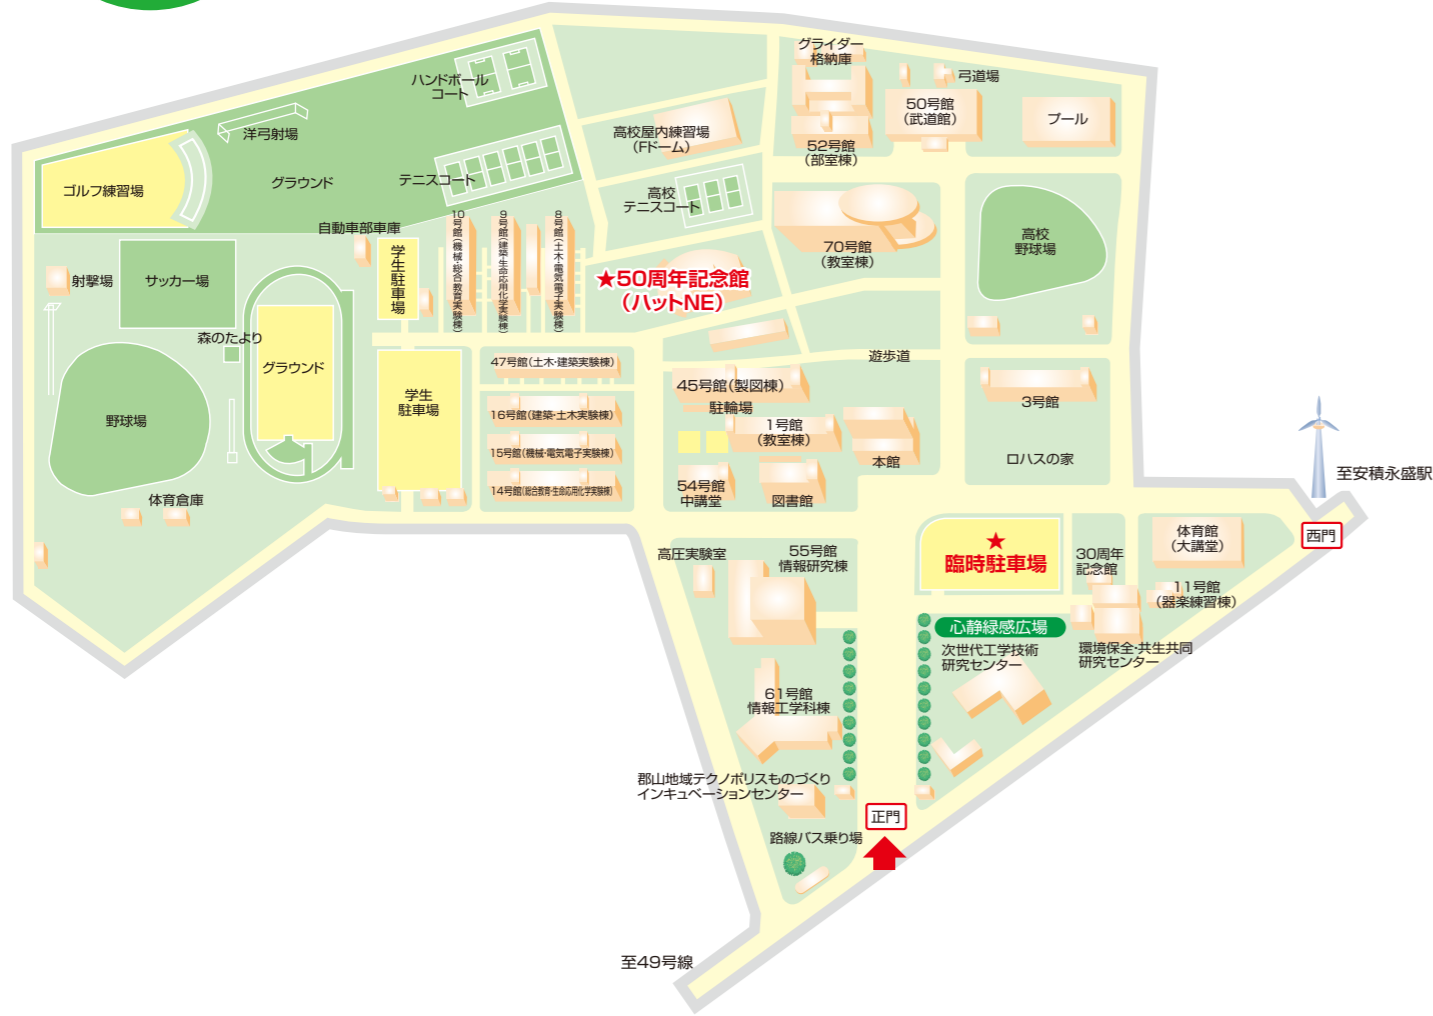 グライダー
格納庫
弓道場
50号館
(武道館)
プール
52号館
(部室棟)
ハンドボール
コート
洋弓射場
高校屋内練習場
(Fドーム)
ゴルフ練習場
グラウンド
テニスコート
高校
テニスコート
自動車部車庫
学生駐車場
10号館(機械・総合教育実験棟)
9号館(建築・生命応用化学実験棟)
8号館(土木・電気電子実験棟)
70号館
(教室棟)
高校
野球場
射撃場
サッカー場
★50周年記念館
(ハットNE)
森のたより
グラウンド
47号館(土木・建築実験棟)
遊歩道
学生
駐車場
45号館(製図棟)
駐輪場
3号館
野球場
16号館(建築・土木実験棟)
1号館
(教室棟)
15号館(機械・電気電子実験棟)
本館
ロハスの家
14号館(総合教育・生命応用化学実験棟)
54号館
中講堂
図書館
体育倉庫
至安積永盛駅
西門
体育館
(大講堂)
高圧実験室
55号館
情報研究棟
★
臨時駐車場
30周年
記念館
11号館
(器楽練習棟)
心静緑感広場
次世代工学技術
研究センター
環境保全・共生共同
研究センター
61号館
情報工学科棟
郡山地域テクノポリスものづくり
インキュベーションセンター
正門
路線バス乗り場
至49号線